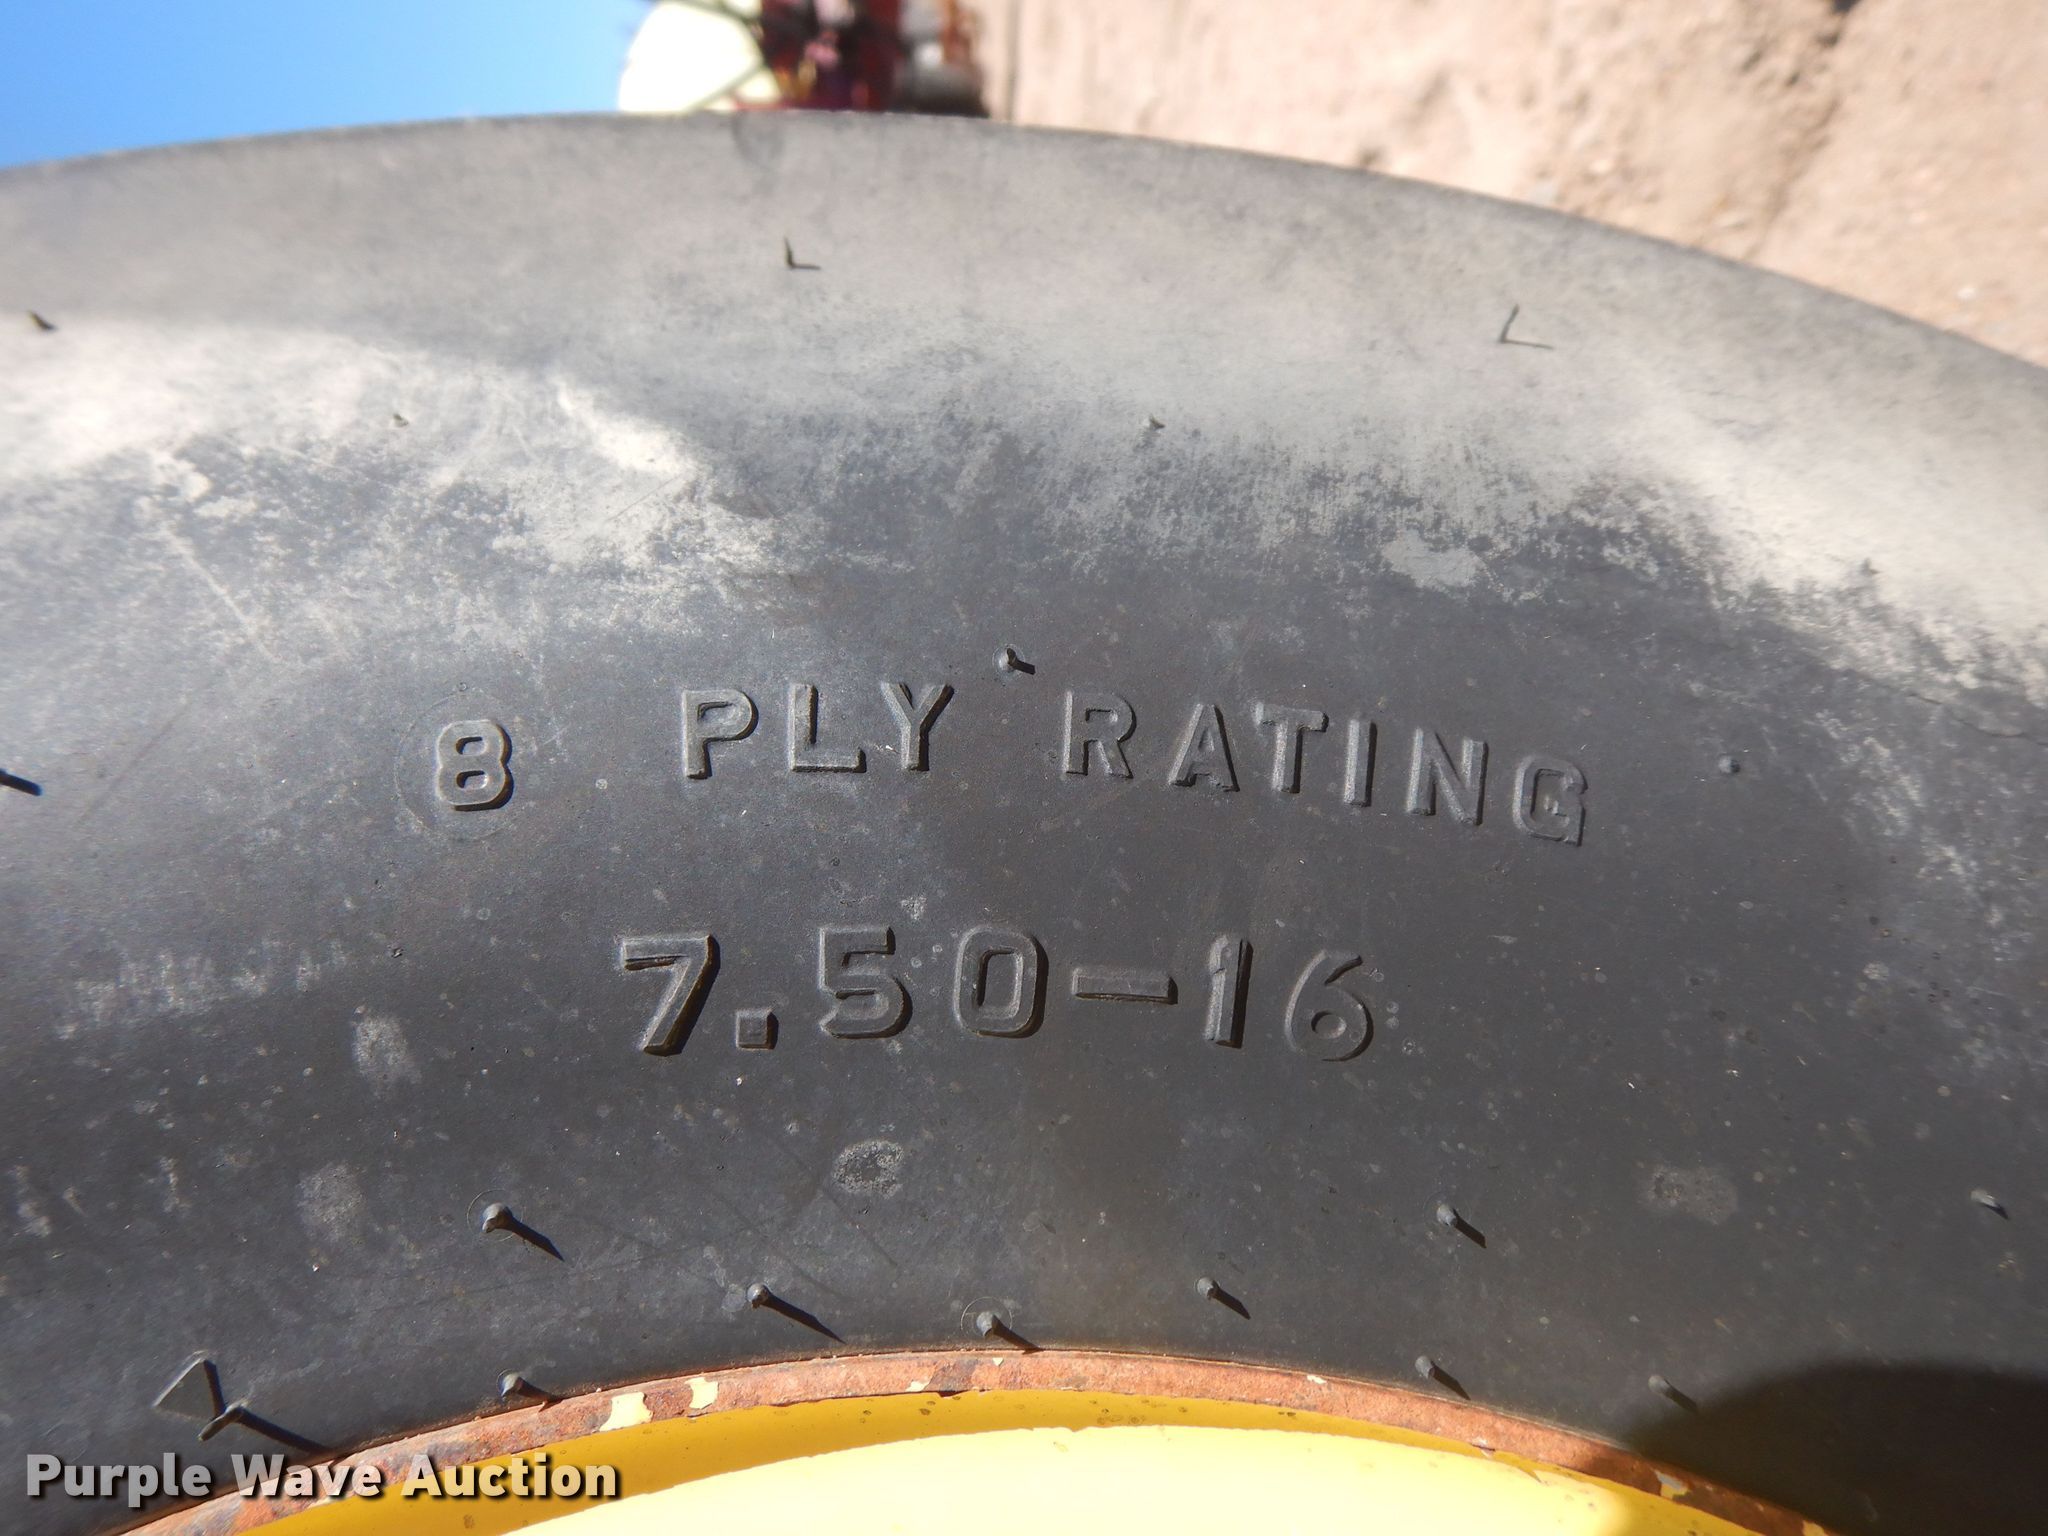 8 PLY RATING
7.50-16
Purple Wave Auction